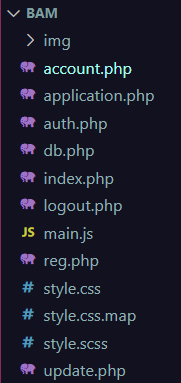 BAM
img
account.php
application.php
auth.php
db.php
index.php
logout.php
JS main.js
reg.php
# style.css
style.css.map
style.scss
update.php